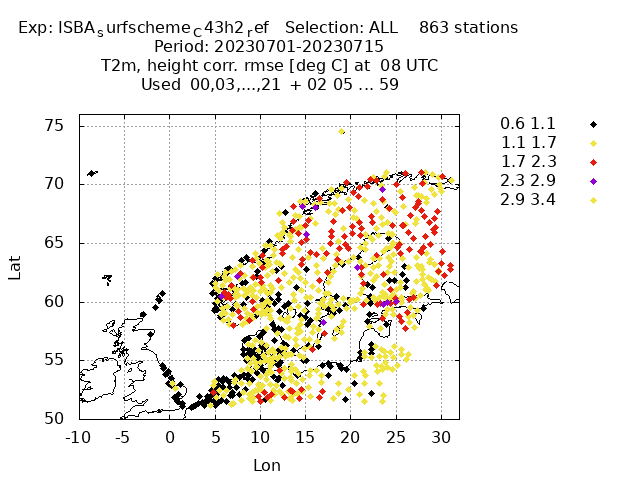 Exp: ISBA_surfscheme_C43h2_ref   Selection: ALL    863 stations
Period: 20230701-20230715
T2m, height corr. rmse [deg C] at  08 UTC
Used  00,03,...,21  + 02 05 ... 59
0.6 1.1
1.1 1.7
1.7 2.3
2.3 2.9
2.9 3.4
75
70
65
60
55
50
Lat
-10 -5 0 5 10 15 20 25 30
Lon